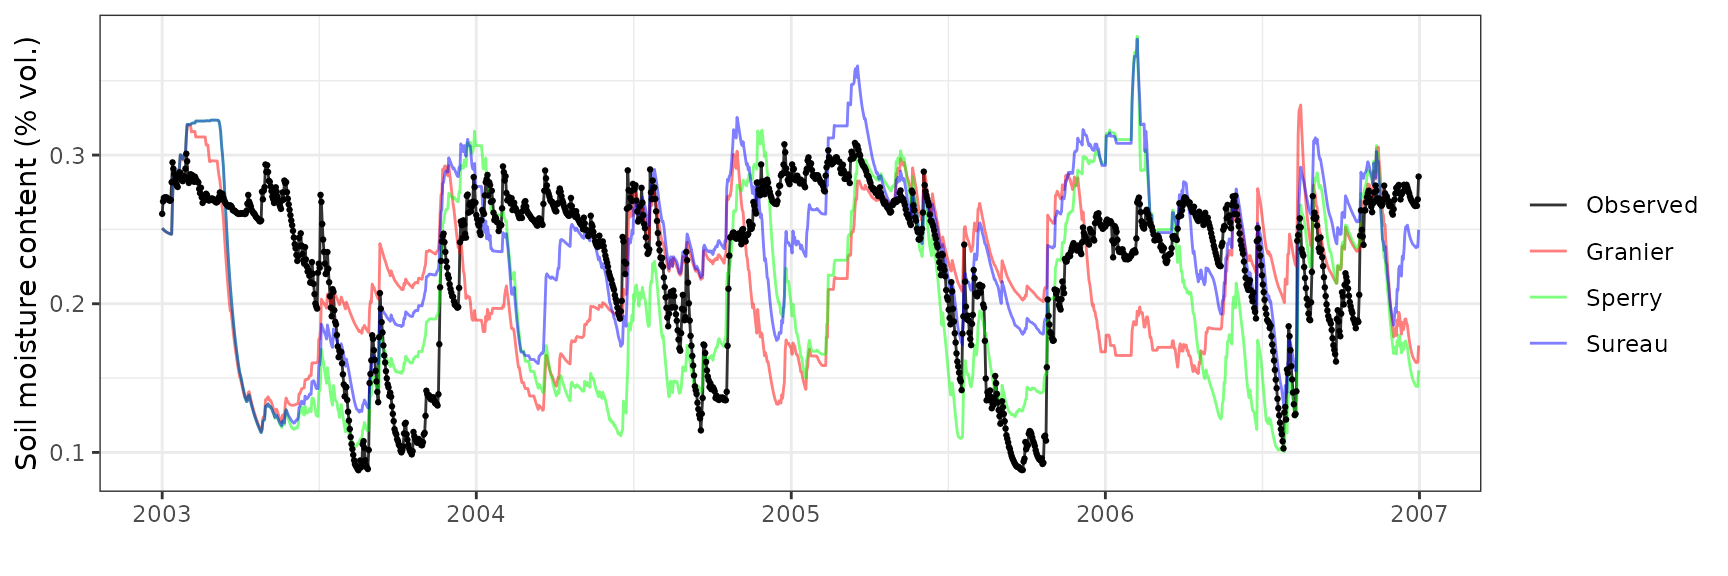 Soil moisture content (% vol.)
0.3
0.2
0.1
2003 2004 2005 2006 2007
Observed
Granier
Sperry
Sureau